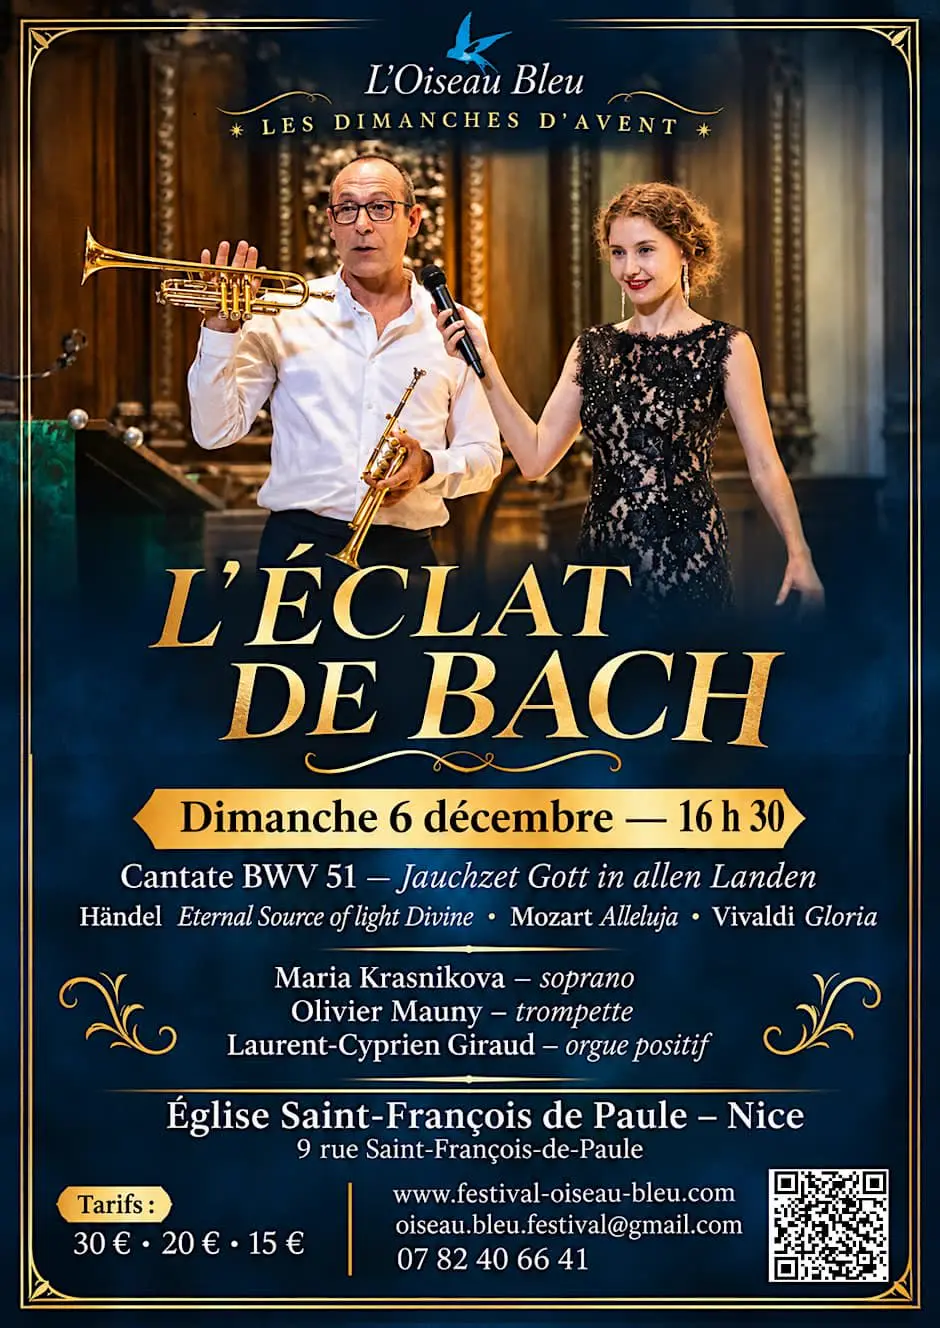 L'Oiseau Bleu
LES DIMANCHES D'AVENT
L'ÉCLAT
DE BACH
Dimanche 6 décembre — 16 h 30
Cantate BWV 51 – Jauchzet Gott in allen Landen
Händel Eternal Source of light Divine • Mozart Alleluja • Vivaldi Gloria
Maria Krasnikova – soprano
Olivier Mauny – trompette
Laurent-Cyprien Giraud – orgue positif
Église Saint-François de Paule – Nice
9 rue Saint-François-de-Paule
Tarifs :
30 € • 20 € • 15 €
www.festival-oiseau-bleu.com
oiseau.bleu.festival@gmail.com
07 82 40 66 41